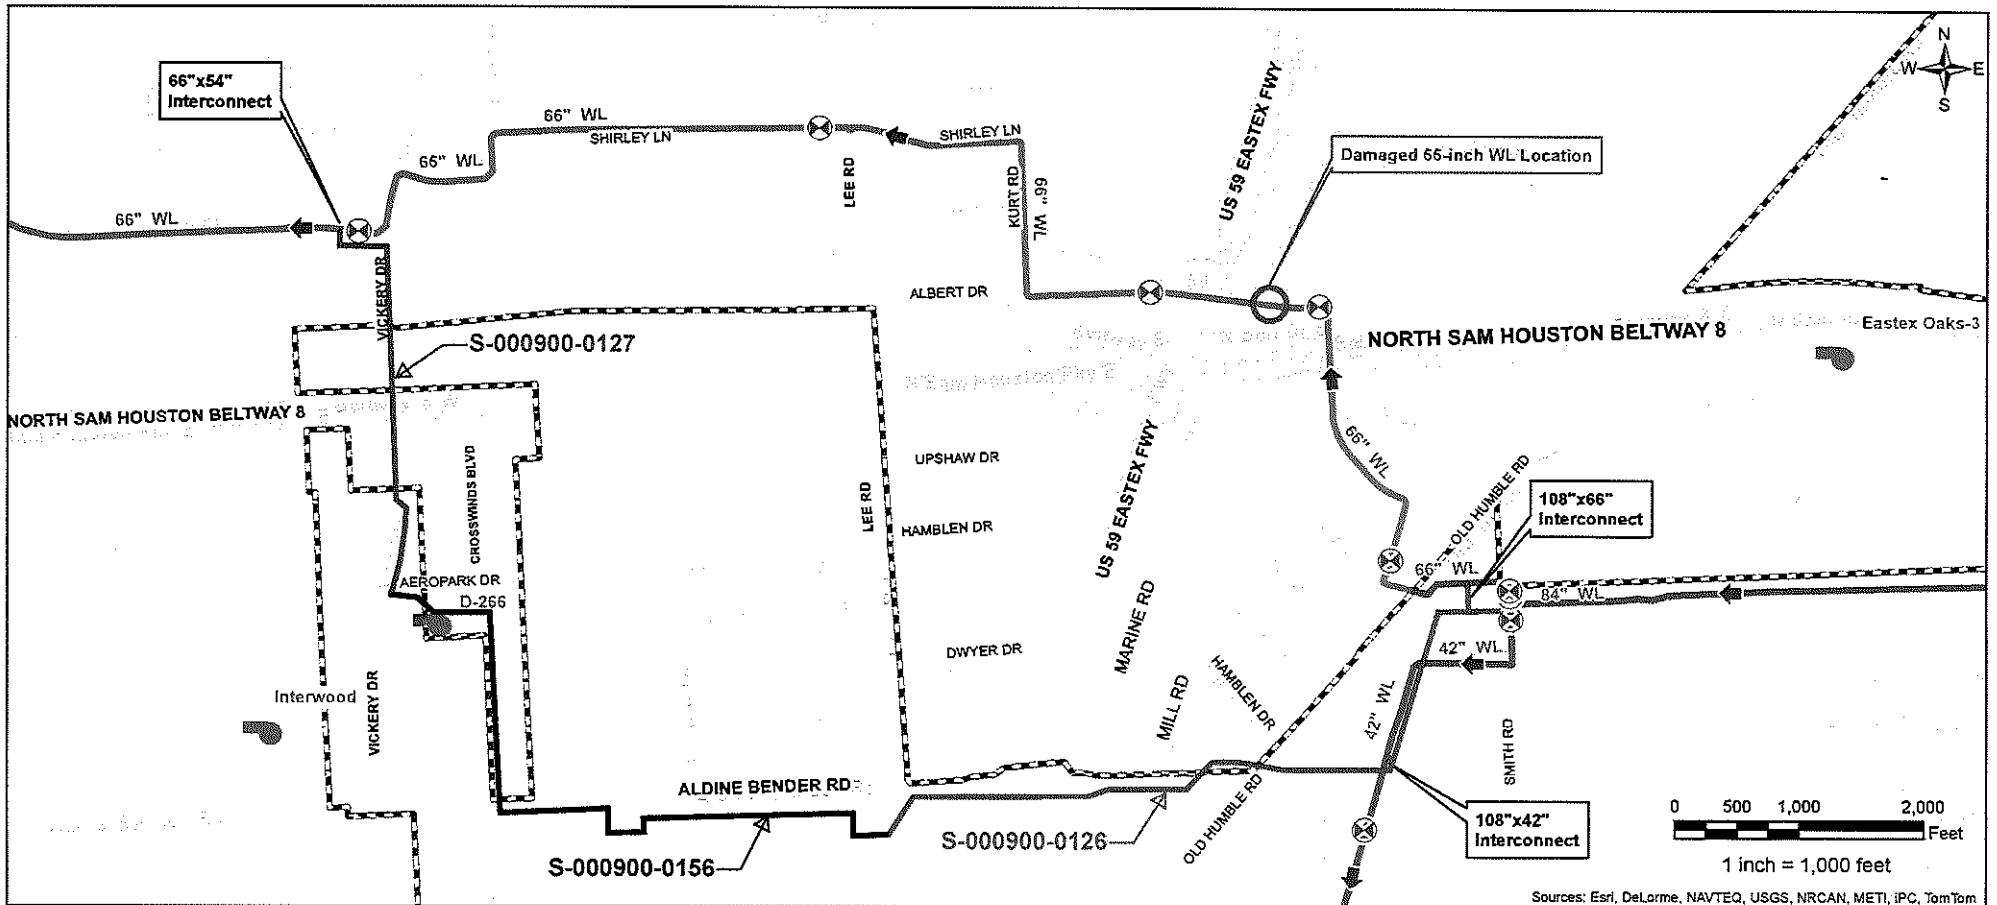 N
W
E
S
66"x54"
Interconnect
66" WL
SHIRLEY LN
SHIRLEY LN
65" WL
LEE RD
KURT RD
66" WL
US 59 EASTEX FWY
Damaged 55-inch WL Location
66" WL
VICKERY DR
ALBERT DR
Eastex Oaks-3
NORTH SAM HOUSTON BELTWAY 8
S-000900-0127
N Sam Houston Pkwy E
NORTH SAM HOUSTON BELTWAY 8
CROSSWINDS BLVD
UPSHAW DR
LEE RD
HAMBLEN DR
US 59 EASTEX FWY
66" WL
OLD HUMBLE RD
108"x66"
Interconnect
AEROPARK DR
D-266
66" WL
84" WL
MARINE RD
DWYER DR
42" WL
HAMBLEN DR
Interwood
VICKERY DR
MILL RD
42" WL
SMITH RD
ALDINE BENDER RD
OLD HUMBLE RD
S-000900-0126
S-000900-0156
108"x42"
Interconnect
0 500 1,000 2,000
Feet
1 inch = 1,000 feet
Sources: Esri, DeLorme, NAVTEQ, USGS, NRCAN, METI, iPC, TomTom